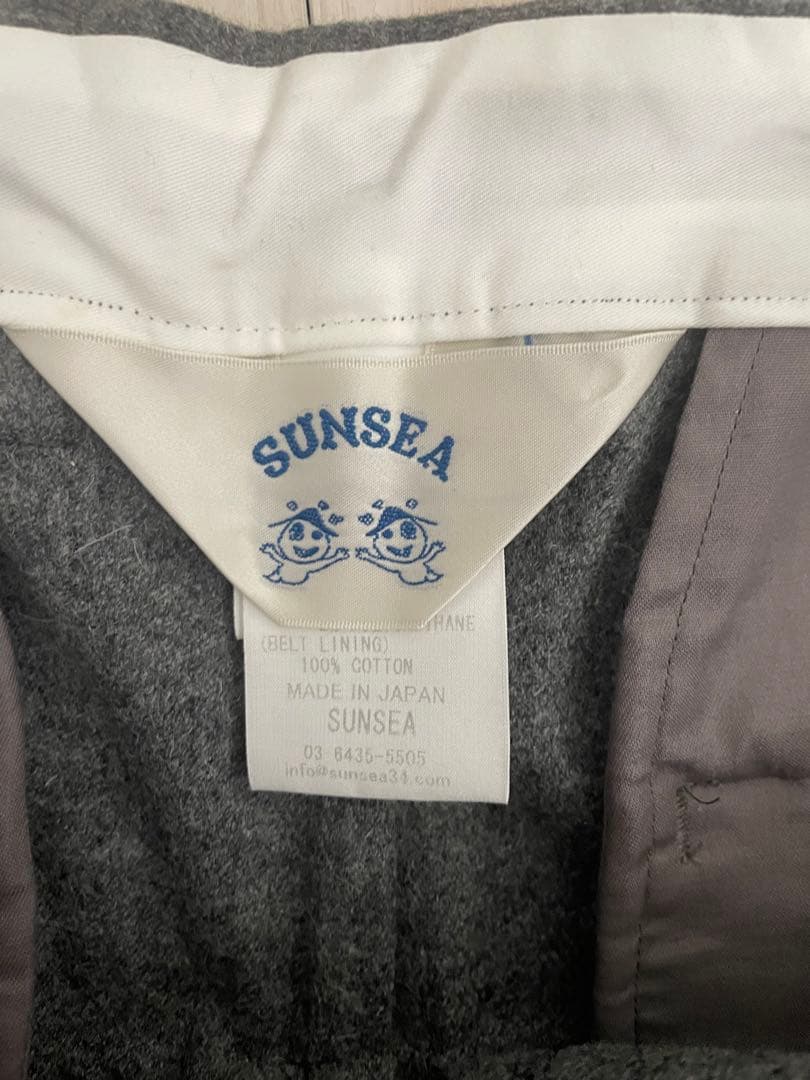 SUNSEA
(BELT LINING)
100% COTTON
MADE IN JAPAN
SUNSEA
03-6435-5505
info@sunsea34.com